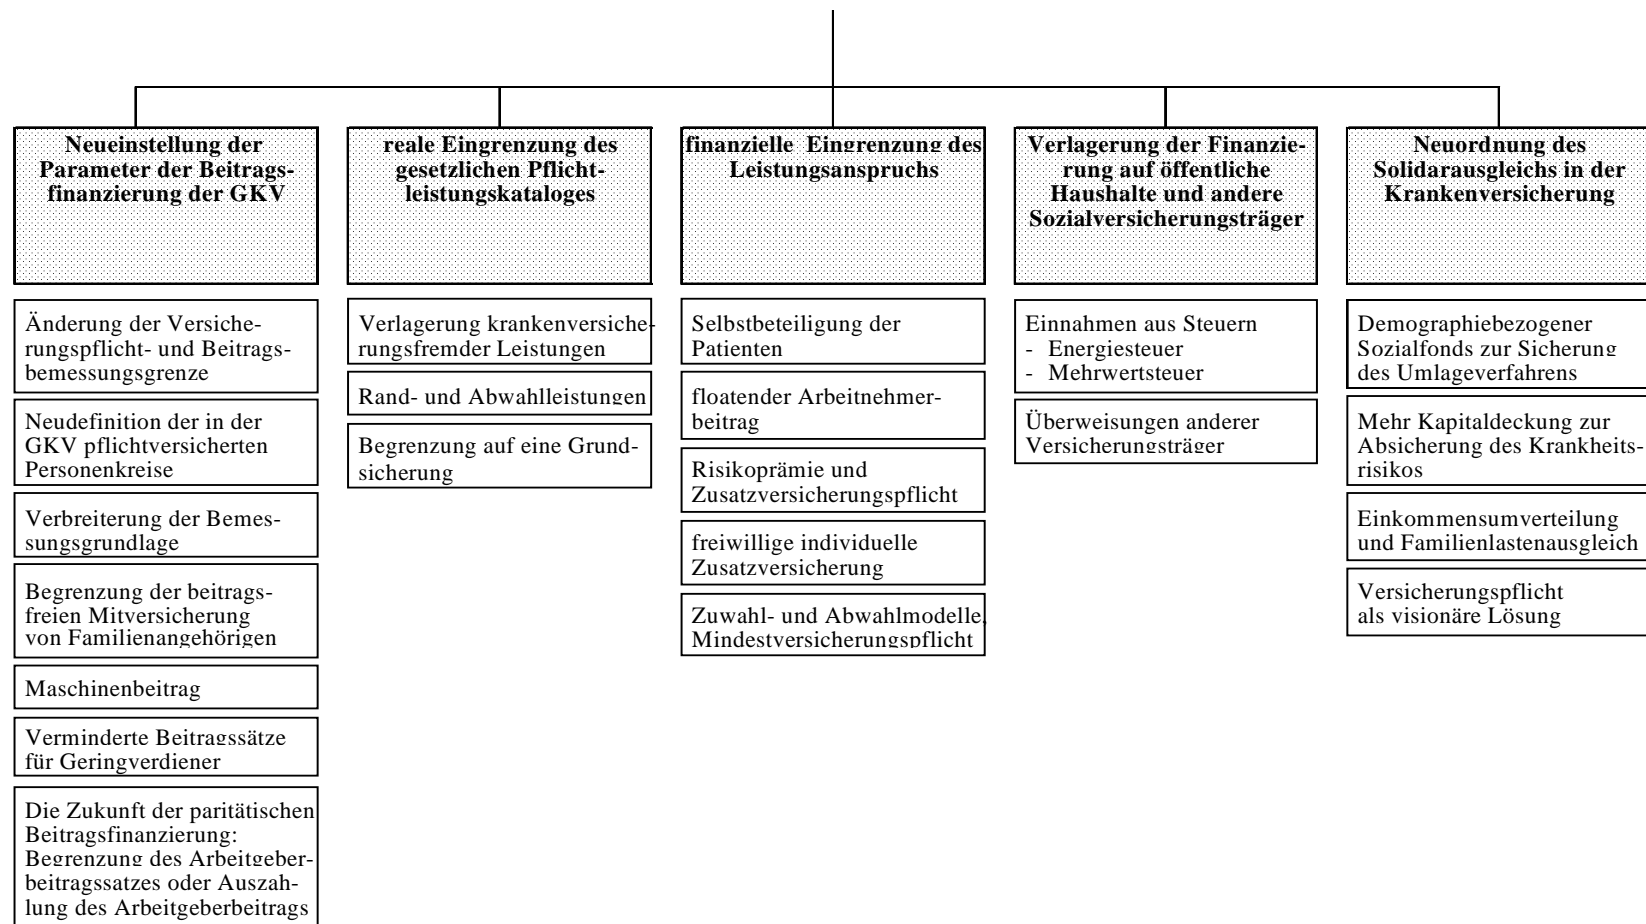 Neueinstellung der
Parameter der Beitrags-
finanzierung der GKV
Änderung der Versiche-
rungspflicht- und Beitrags-
bemessungsgrenze
Neudefinition der in der
GKV pflichtversicherten
Personenkreise
Verbreiterung der Bemes-
sungsgrundlage
Begrenzung der beitrags-
freien Mitversicherung
von Familienangehörigen
Maschinenbeitrag
Verminderte Beitragssätze
für Geringverdiener
Die Zukunft der paritätischen
Beitragsfinanzierung:
Begrenzung des Arbeitgeber-
beitragssatzes oder Auszah-
lung des Arbeitgeberbeitrags
reale Eingrenzung des
gesetzlichen Pflicht-
leistungskataloges
Verlagerung krankenversiche-
rungsfremder Leistungen
Rand- und Abwahlleistungen
Begrenzung auf eine Grund-
sicherung
finanzielle Eingrenzung des
Leistungsanspruchs
Selbstbeteiligung der
Patienten
floatender Arbeitnehmer-
beitrag
Risikoprämie und
Zusatzversicherungspflicht
freiwillige individuelle
Zusatzversicherung
Zuwahl- und Abwahlmodelle,
Mindestversicherungspflicht
Verlagerung der Finanzie-
rung auf öffentliche
Haushalte und andere
Sozialversicherungsträger
Einnahmen aus Steuern
- Energiesteuer
- Mehrwertsteuer
Überweisungen anderer
Versicherungsträger
Neuordnung des
Solidarausgleichs in der
Krankenversicherung
Demographiebezogener
Sozialfonds zur Sicherung
des Umlageverfahrens
Mehr Kapitaldeckung zur
Absicherung des Krankheits-
risikos
Einkommensumverteilung
und Familienlastenausgleich
Versicherungspflicht
als visionäre Lösung